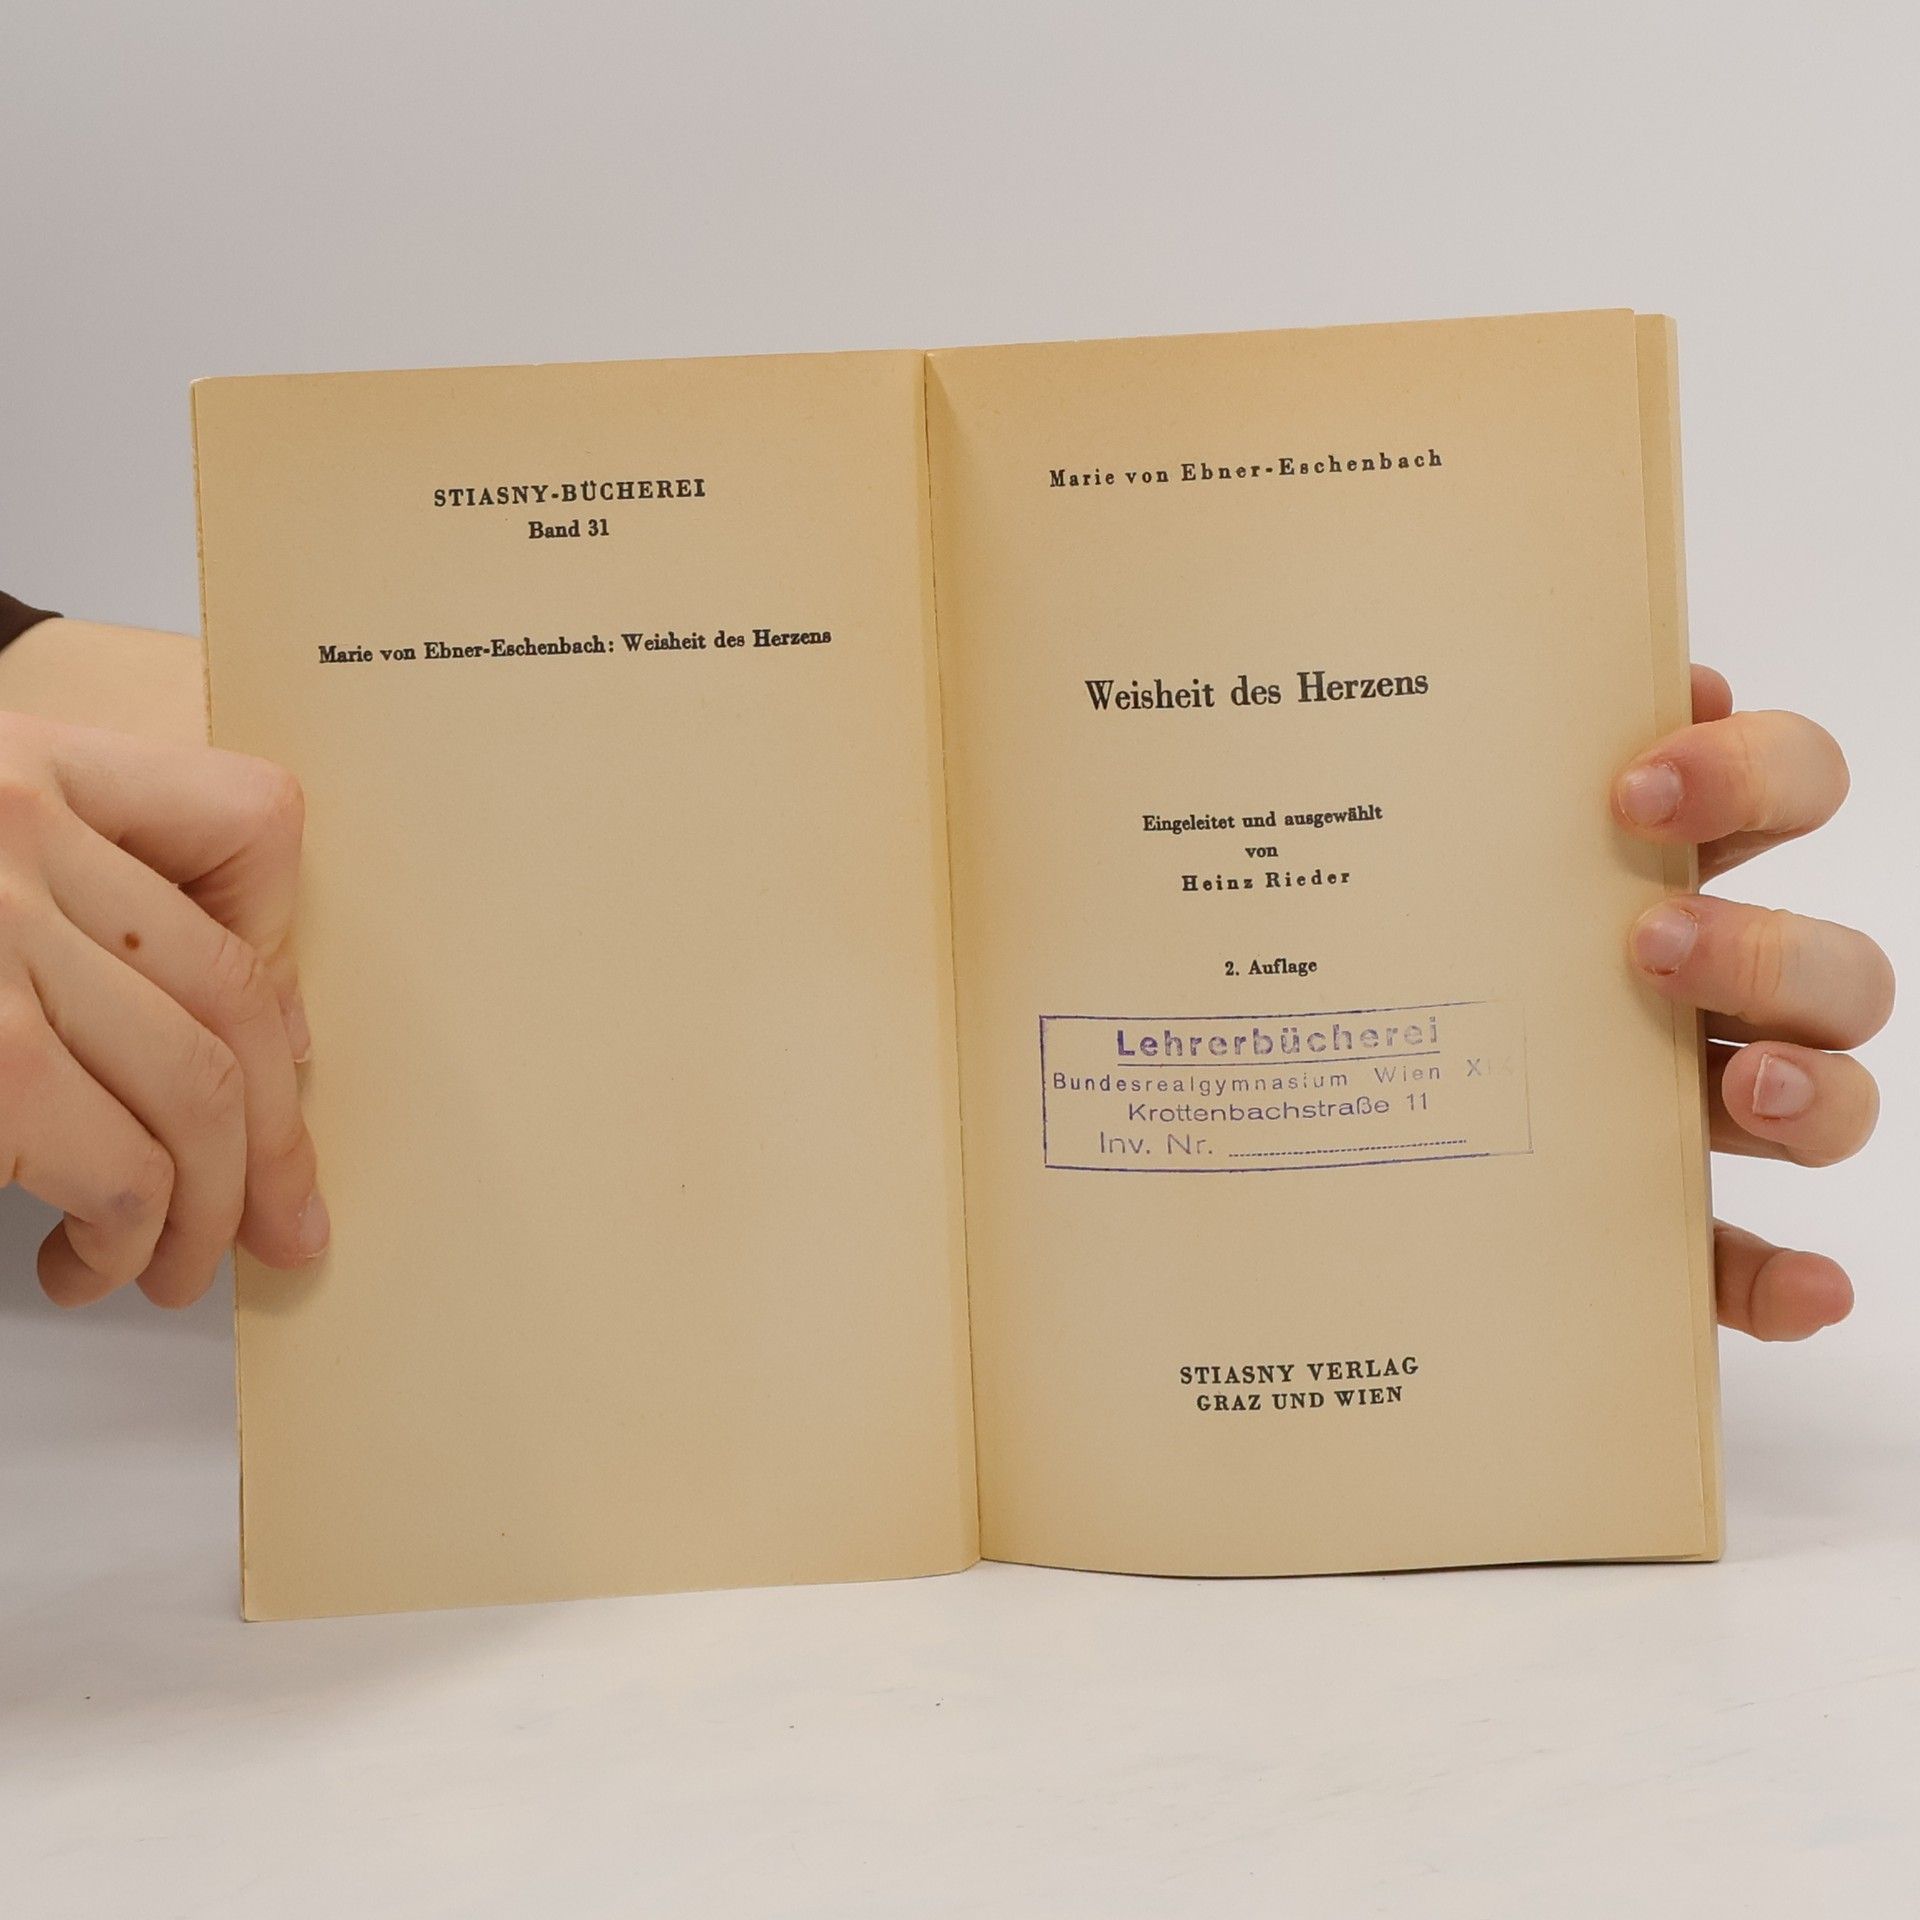 STIASNY-BÜCHEREI
Band 31
Marie von Ebner-Eschenbach: Weisheit des Herzens
Marie von Ebner-Eschenbach
Weisheit des Herzens
Eingeleitet und ausgewählt
von
Heinz Rieder
2. Auflage
Lehrerbücherei
Bundesrealgymnasium Wien
Krottenbachstraße 11
Inv. Nr.
STIASNY VERLAG
GRAZ UND WIEN